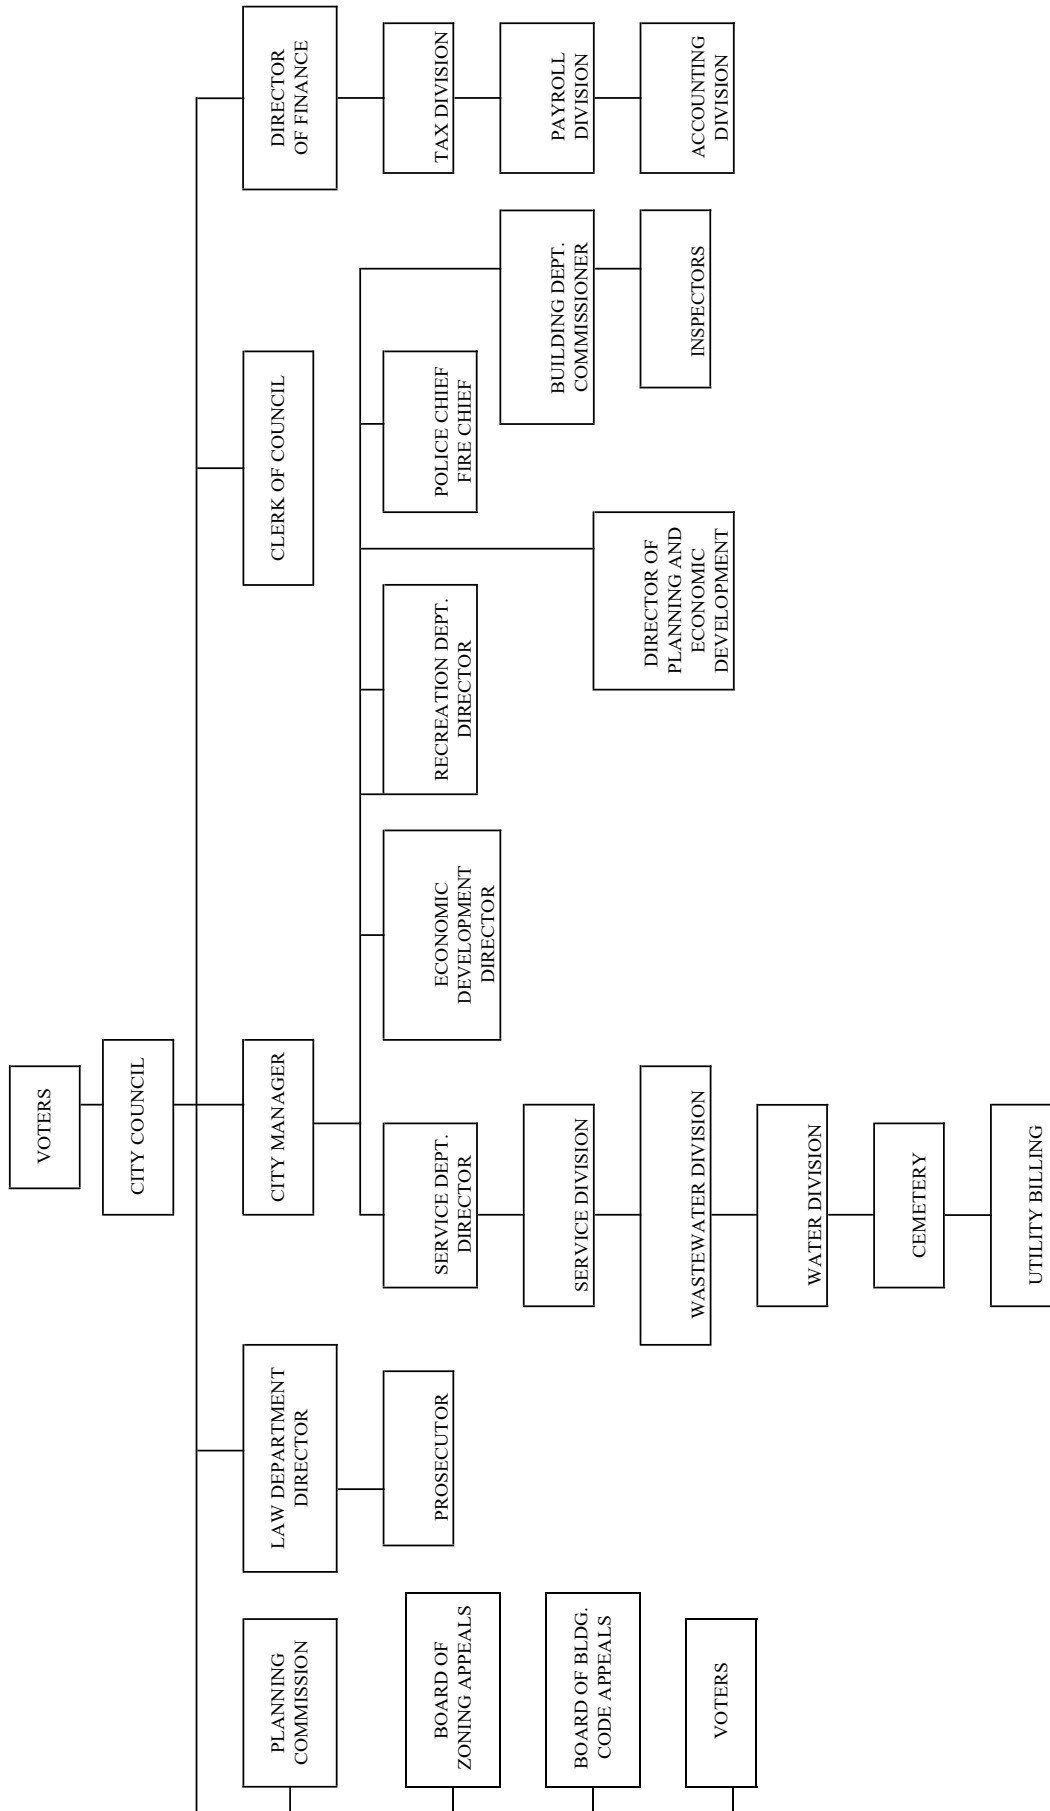 VOTERS
CITY COUNCIL
PLANNING
COMMISSION
LAW DEPARTMENT
DIRECTOR
CITY MANAGER
CLERK OF COUNCIL
DIRECTOR
OF FINANCE
BOARD OF
ZONING APPEALS
PROSECUTOR
SERVICE DEPT.
DIRECTOR
ECONOMIC
DEVELOPMENT
DIRECTOR
RECREATION DEPT.
DIRECTOR
POLICE CHIEF
FIRE CHIEF
TAX DIVISION
BOARD OF BLDG.
CODE APPEALS
SERVICE DIVISION
BUILDING DEPT.
COMMISSIONER
PAYROLL
DIVISION
VOTERS
WASTEWATER DIVISION
DIRECTOR OF
PLANNING AND
ECONOMIC
DEVELOPMENT
INSPECTORS
ACCOUNTING
DIVISION
WATER DIVISION
CEMETERY
UTILITY BILLING